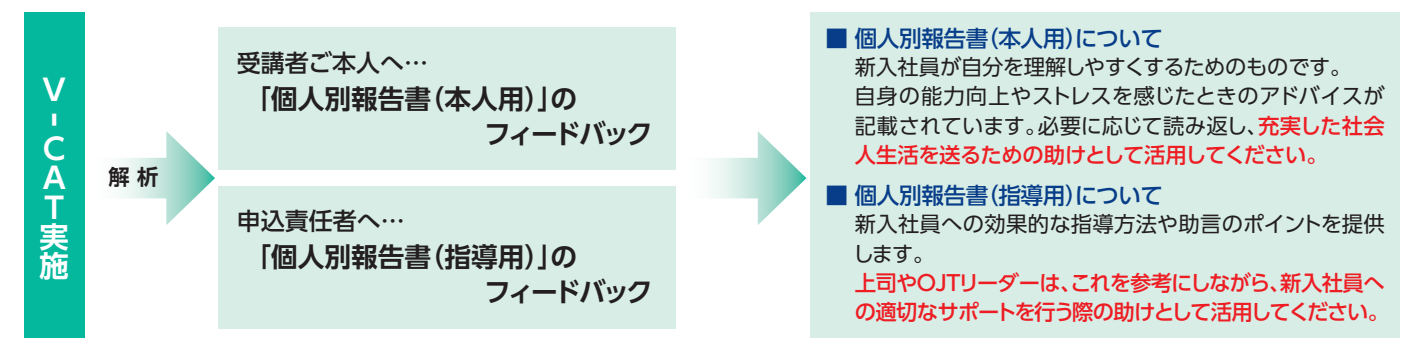 V-CAT実施
解析
受講者ご本人へ…
「個人別報告書（本人用）」の
フィードバック
申込責任者へ…
「個人別報告書（指導用）」の
フィードバック
■ 個人別報告書（本人用）について
新入社員が自分を理解しやすくするためのものです。
自身の能力向上やストレスを感じたときのアドバイスが
記載されています。必要に応じて読み返し、充実した社会
人生活を送るための助けとして活用してください。
■ 個人別報告書（指導用）について
新入社員への効果的な指導方法や助言のポイントを提供
します。
上司やOJTリーダーは、これを参考にしながら、新入社員へ
の適切なサポートを行う際の助けとして活用してください。